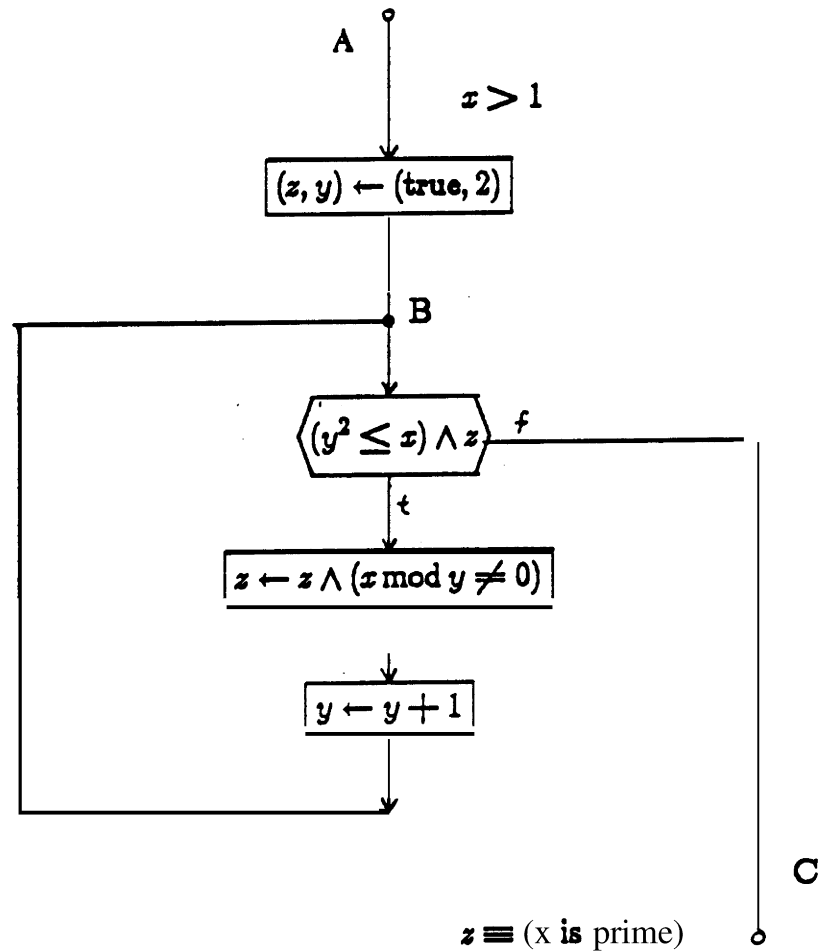 A
x > 1
(z, y) ← (true, 2)
B
(y² ≤ x) ∧ z
f
t
z ← z ∧ (x mod y ≠ 0)
y ← y + 1
C
z ≡ (x is prime)